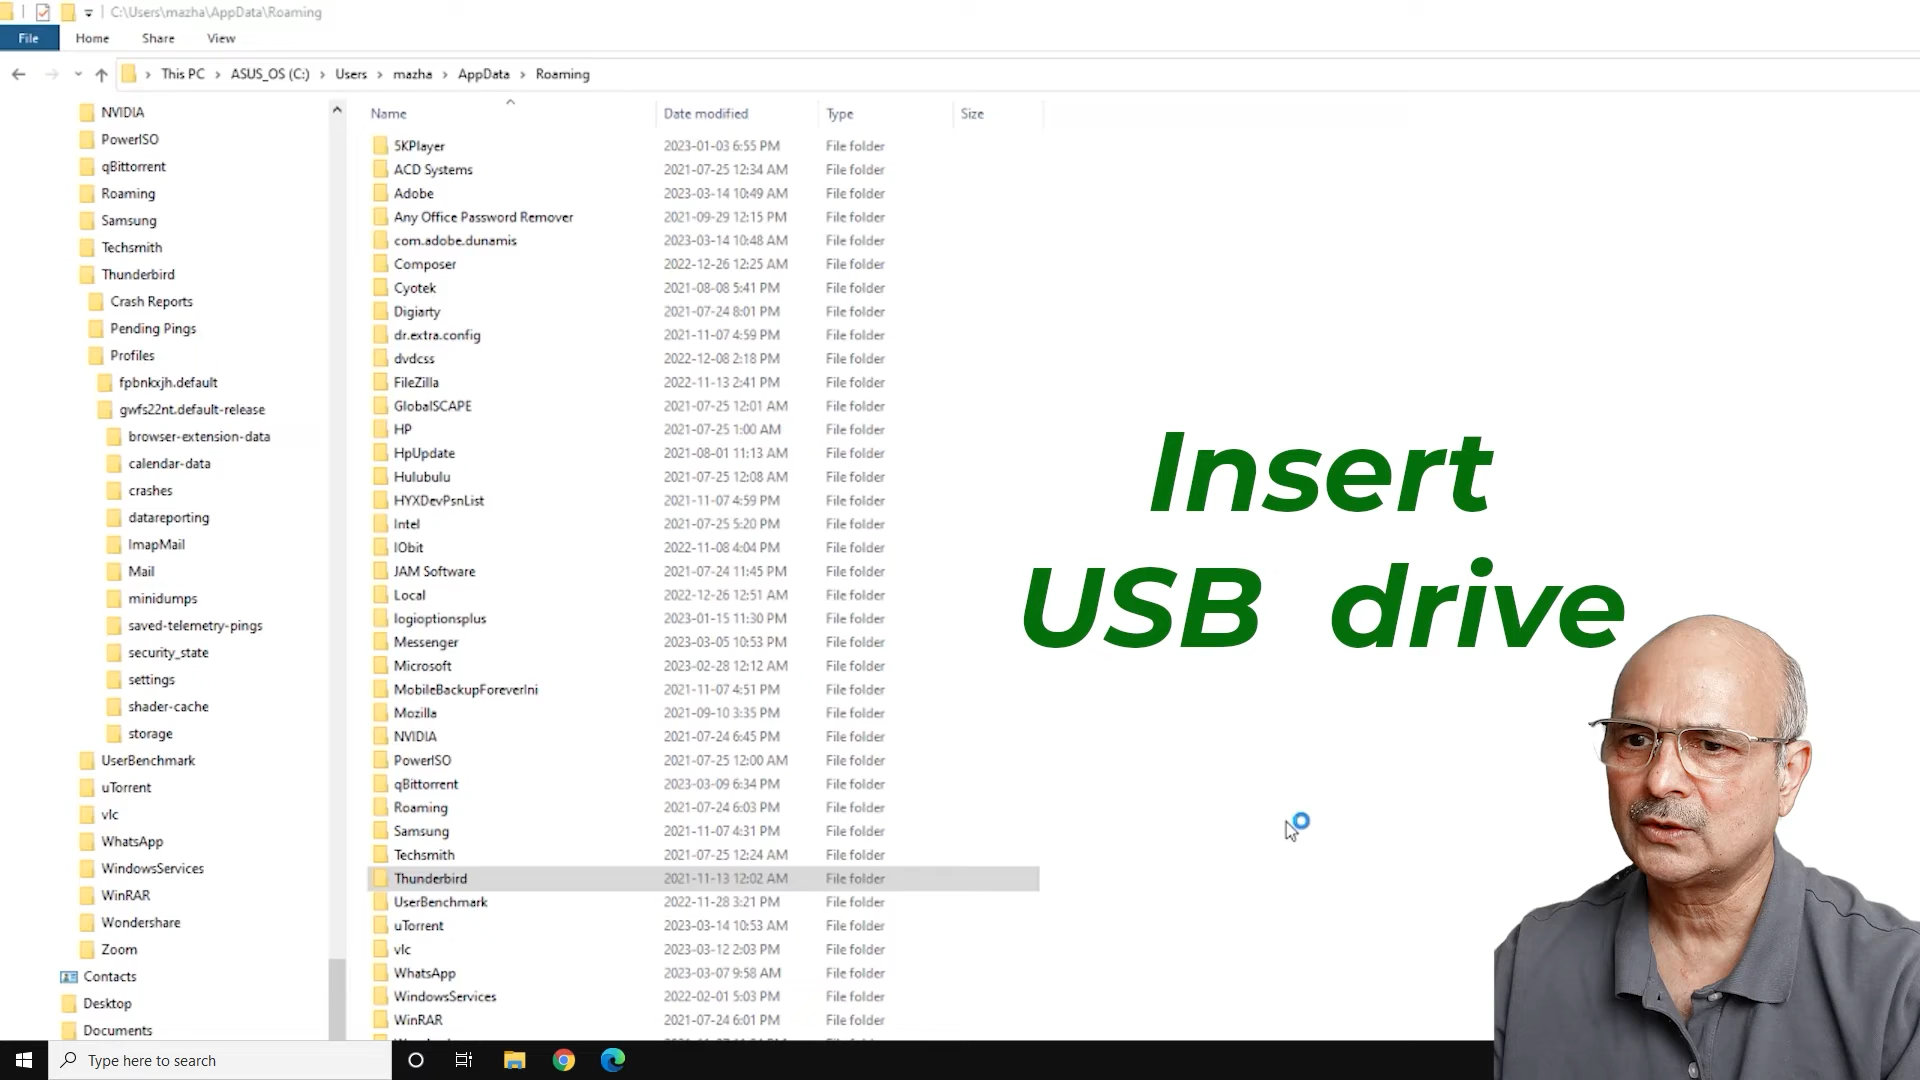 C:\Users\mazha\AppData\Roaming
File Home Share View
This PC > ASUS_OS (C:) > Users > mazha > AppData > Roaming
NVIDIA
PowerISO
qBittorrent
Roaming
Samsung
Techsmith
Thunderbird
Crash Reports
Pending Pings
Profiles
fpbnkxjh.default
gwfs22nt.default-release
browser-extension-data
calendar-data
crashes
datareporting
ImapMail
Mail
minidumps
saved-telemetry-pings
security_state
settings
shader-cache
storage
UserBenchmark
uTorrent
vlc
WhatsApp
WindowsServices
WinRAR
Wondershare
Zoom
Contacts
Desktop
Documents
Name Date modified Type Size
5KPlayer 2023-01-03 6:55 PM File folder
ACD Systems 2021-07-25 12:34 AM File folder
Adobe 2023-03-14 10:49 AM File folder
Any Office Password Remover 2021-09-29 12:15 PM File folder
com.adobe.dunamis 2023-03-14 10:48 AM File folder
Composer 2022-12-26 12:25 AM File folder
Cyotek 2021-08-08 5:41 PM File folder
Digiarty 2021-07-24 8:01 PM File folder
dr.extra.config 2021-11-07 4:59 PM File folder
dvdcss 2022-12-08 2:18 PM File folder
FileZilla 2022-11-13 2:41 PM File folder
GlobalSCAPE 2021-07-25 12:01 AM File folder
HP 2021-07-25 1:00 AM File folder
HpUpdate 2021-08-01 11:13 AM File folder
Hulubulu 2021-07-25 12:08 AM File folder
HYXDevPsnList 2021-11-07 4:59 PM File folder
Intel 2021-07-25 5:20 PM File folder
IObit 2022-11-08 4:04 PM File folder
JAM Software 2021-07-24 11:45 PM File folder
Local 2022-12-26 12:51 AM File folder
logioptionsplus 2023-01-15 11:30 PM File folder
Messenger 2023-03-05 10:53 PM File folder
Microsoft 2023-02-28 12:12 AM File folder
MobileBackupForeverIni 2021-11-07 4:51 PM File folder
Mozilla 2021-09-10 3:35 PM File folder
NVIDIA 2021-07-24 6:45 PM File folder
PowerISO 2021-07-25 12:00 AM File folder
qBittorrent 2023-03-09 6:34 PM File folder
Roaming 2021-07-24 6:03 PM File folder
Samsung 2021-11-07 4:31 PM File folder
Techsmith 2021-07-25 12:24 AM File folder
Thunderbird 2021-11-13 12:02 AM File folder
UserBenchmark 2022-11-28 3:21 PM File folder
uTorrent 2023-03-14 10:53 AM File folder
vlc 2023-03-12 2:03 PM File folder
WhatsApp 2023-03-07 9:58 AM File folder
WindowsServices 2022-02-01 5:03 PM File folder
WinRAR 2021-07-24 6:01 PM File folder
Insert
USB drive
Type here to search